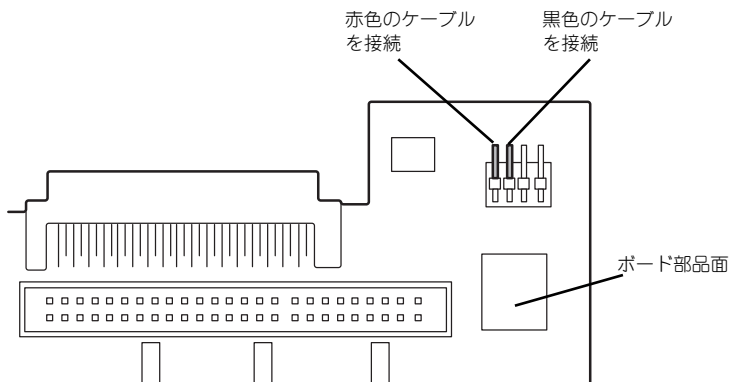 赤色のケーブル
を接続
黒色のケーブル
を接続
ボード部品面